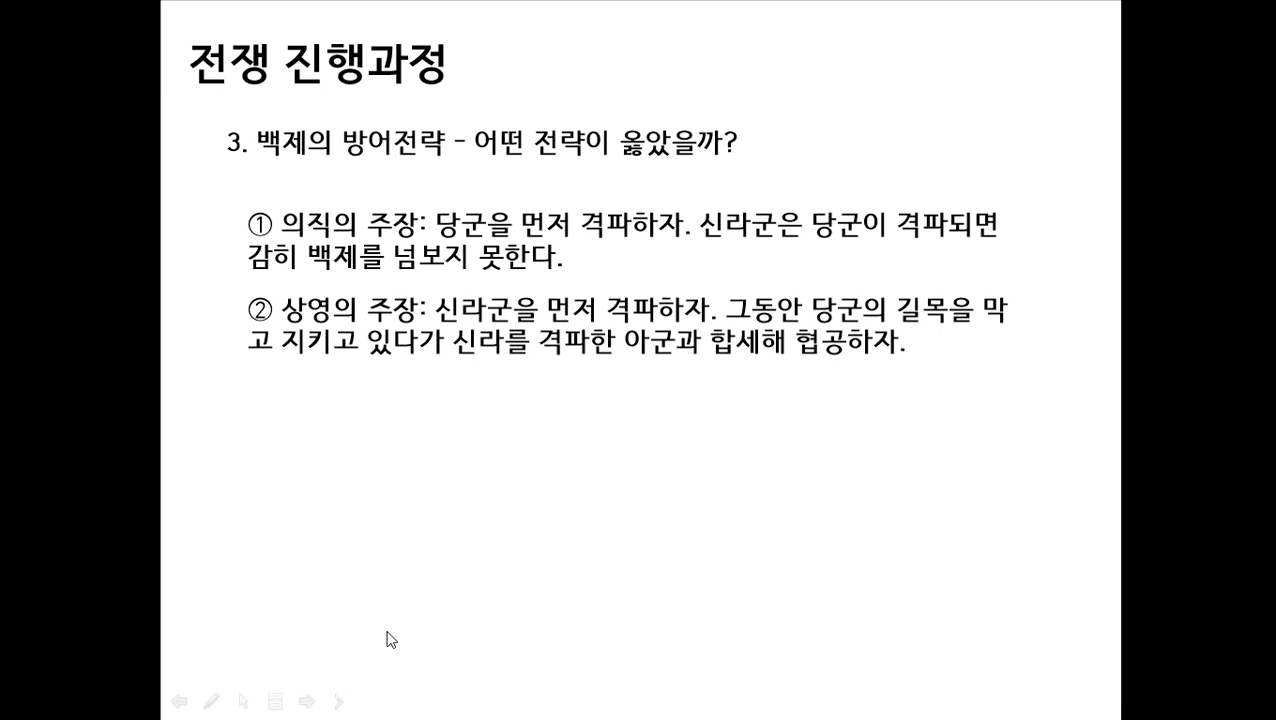 전쟁 진행과정
3. 백제의 방어전략 - 어떤 전략이 옳았을까?
① 의직의 주장: 당군을 먼저 격파하자. 신라군은 당군이 격파되면
감히 백제를 넘보지 못한다.
② 상영의 주장: 신라군을 먼저 격파하자. 그동안 당군의 길목을 막
고 지키고 있다가 신라를 격파한 아군과 합세해 협공하자.